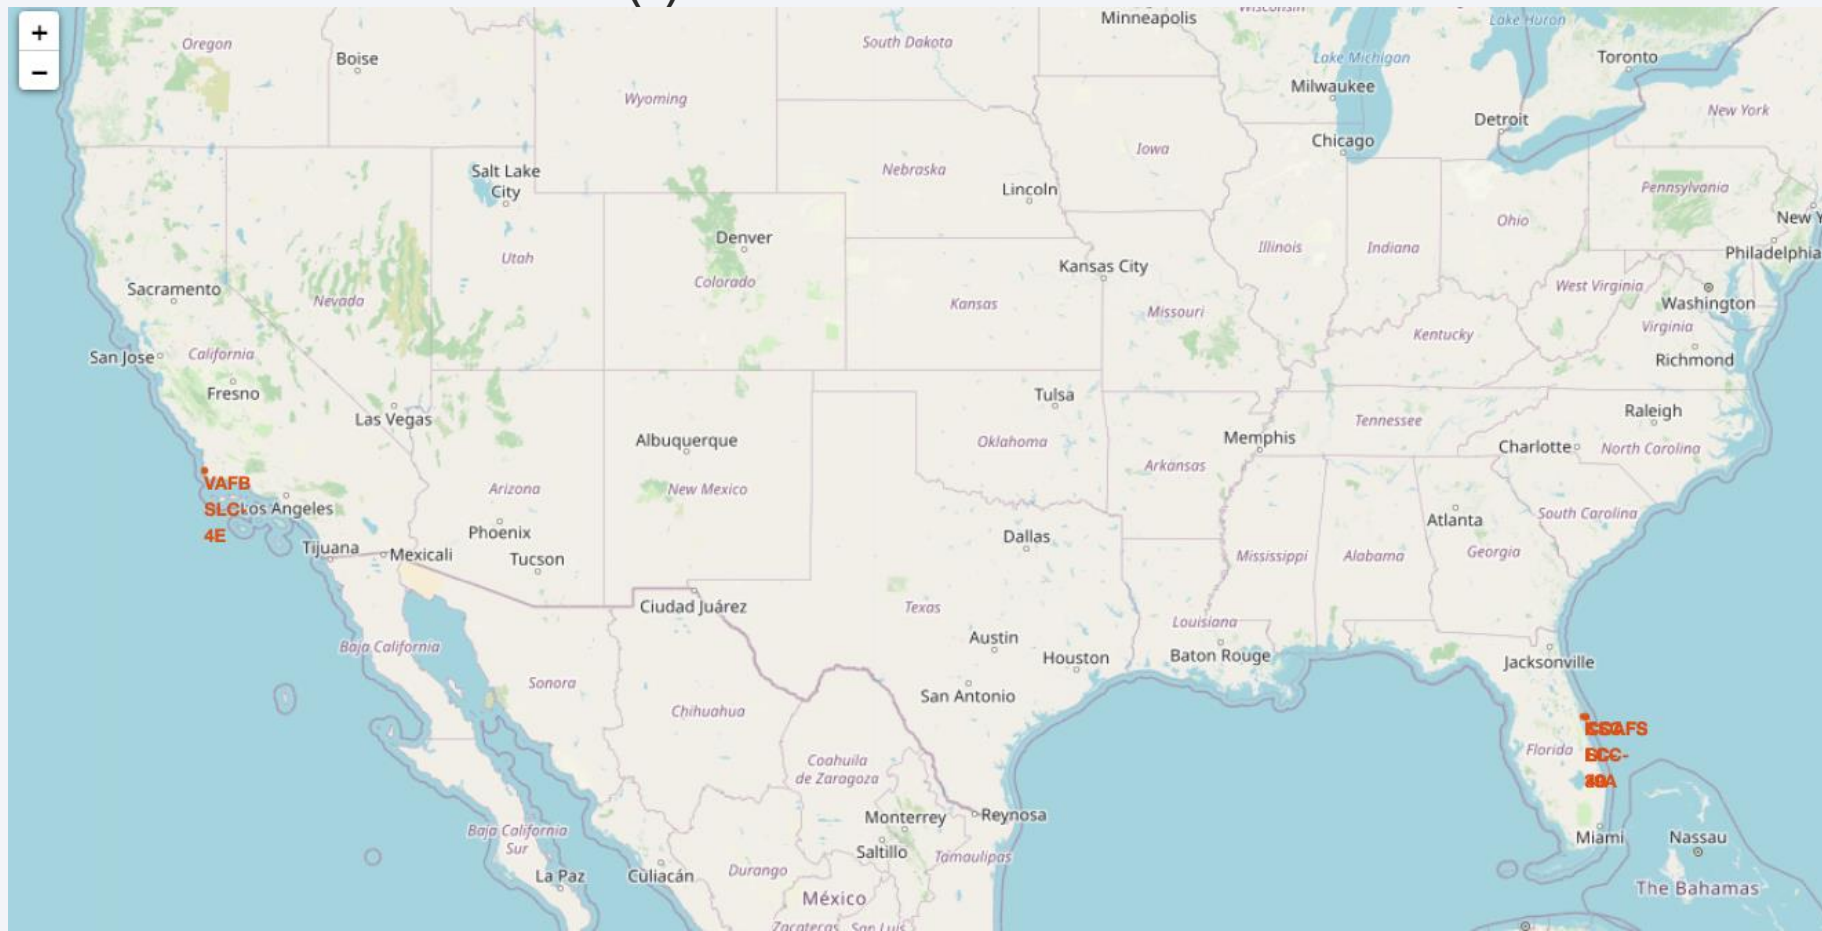 Minneapolis
Wisconsin
Lake Huron
Oregon
South Dakota
Boise
Toronto
Lake Michigan
Milwaukee
Wyoming
New York
Detroit
Chicago
Iowa
Salt Lake
City
Nebraska
Lincoln
Pennsylvania
New Y
Ohio
Denver
Utah
Illinois
Indiana
Philadelphia
Kansas City
Colorado
Sacramento
Nevada
Kansas
Missouri
West Virginia
Washington
Virginia
Kentucky
San Jose
California
Richmond
Fresno
Las Vegas
Tulsa
Raleigh
Tennessee
Albuquerque
Oklahoma
Memphis
Charlotte
North Carolina
Arkansas
VAFB
SLC-
4E
Los Angeles
Arizona
New Mexico
South Carolina
Atlanta
Phoenix
Dallas
Tijuana
Mexicali
Tucson
Mississippi
Alabama
Georgia
Ciudad Juárez
Texas
Louisiana
Austin
Baja California
Houston
Baton Rouge
Jacksonville
Sonora
San Antonio
Chihuahua
Florida
Coahuila
de Zaragoza
Monterrey
Reynosa
Baja California
Sur
Saltillo
Tamaulipas
Miami
Nassau
La Paz
Culiacán
Durango
México
The Bahamas
Zacatecas
San Luis